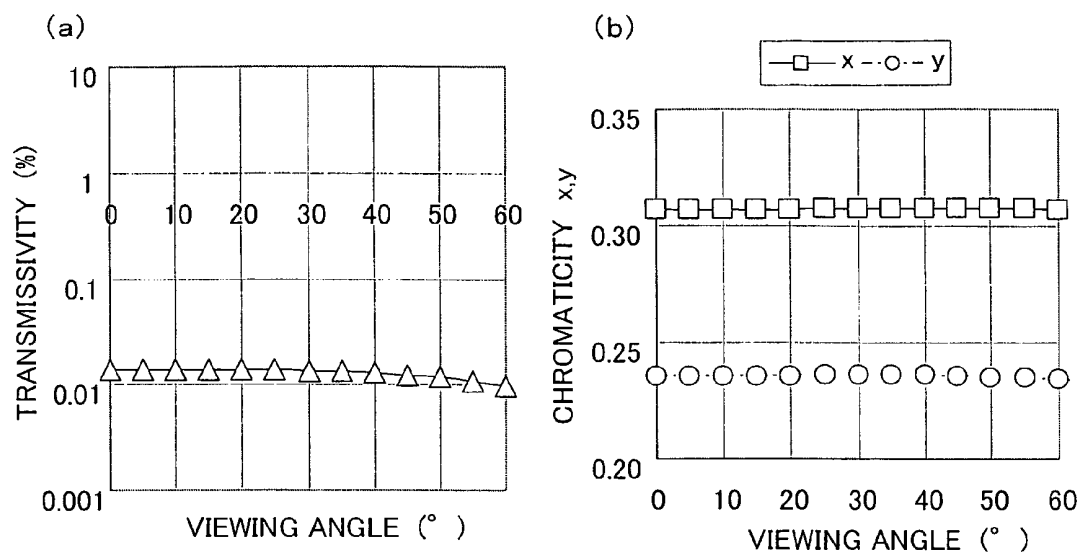 (a)
TRANSMISSIVITY (%)
10
1
0 10 20 30 40 50 60
0.1
0.01
0.001
VIEWING ANGLE (° )
(b)
x y
CHROMATICITY x,y
0.35
0.30
0.25
0.20
0 10 20 30 40 50 60
VIEWING ANGLE (° )